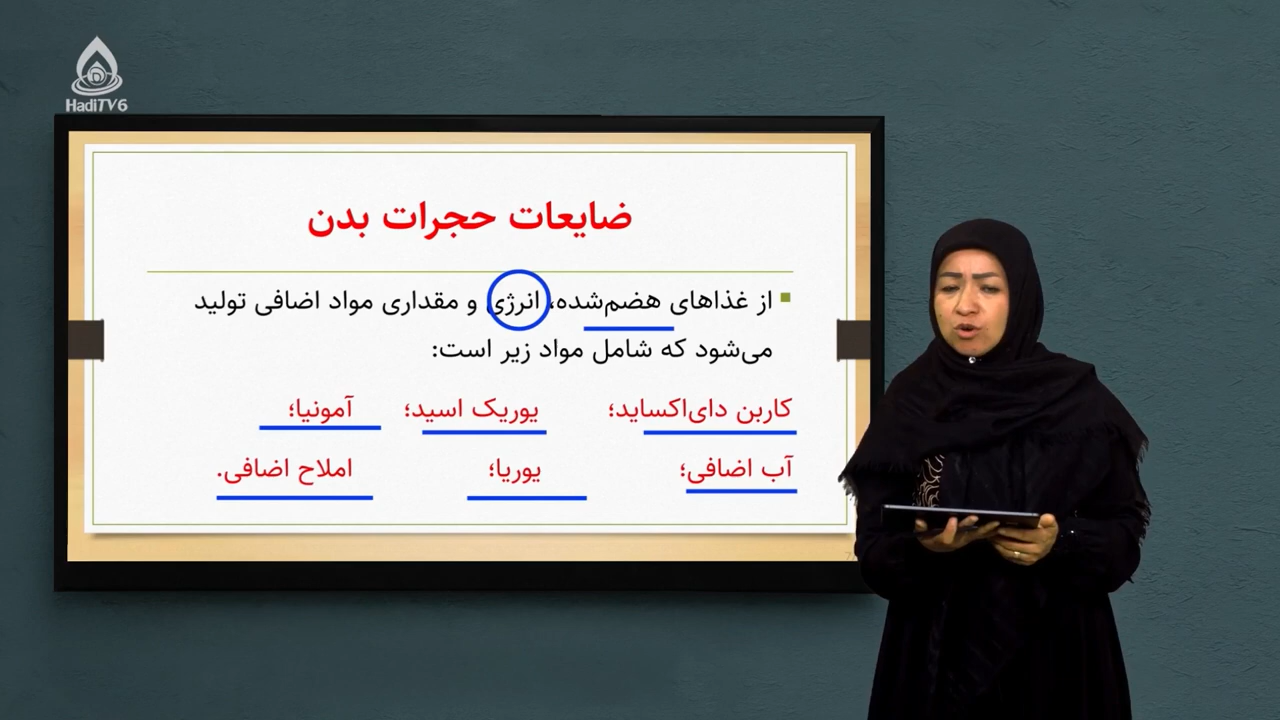 HadiTV6
ضایعات حجرات بدن
از غذاهای هضم‌شده، انرژی و مقداری مواد اضافی تولید
می‌شود که شامل مواد زیر است:
کاربن دای‌اکساید؛ یوریک اسید؛ آمونیا؛
آب اضافی؛ یوریا؛ املاح اضافی.